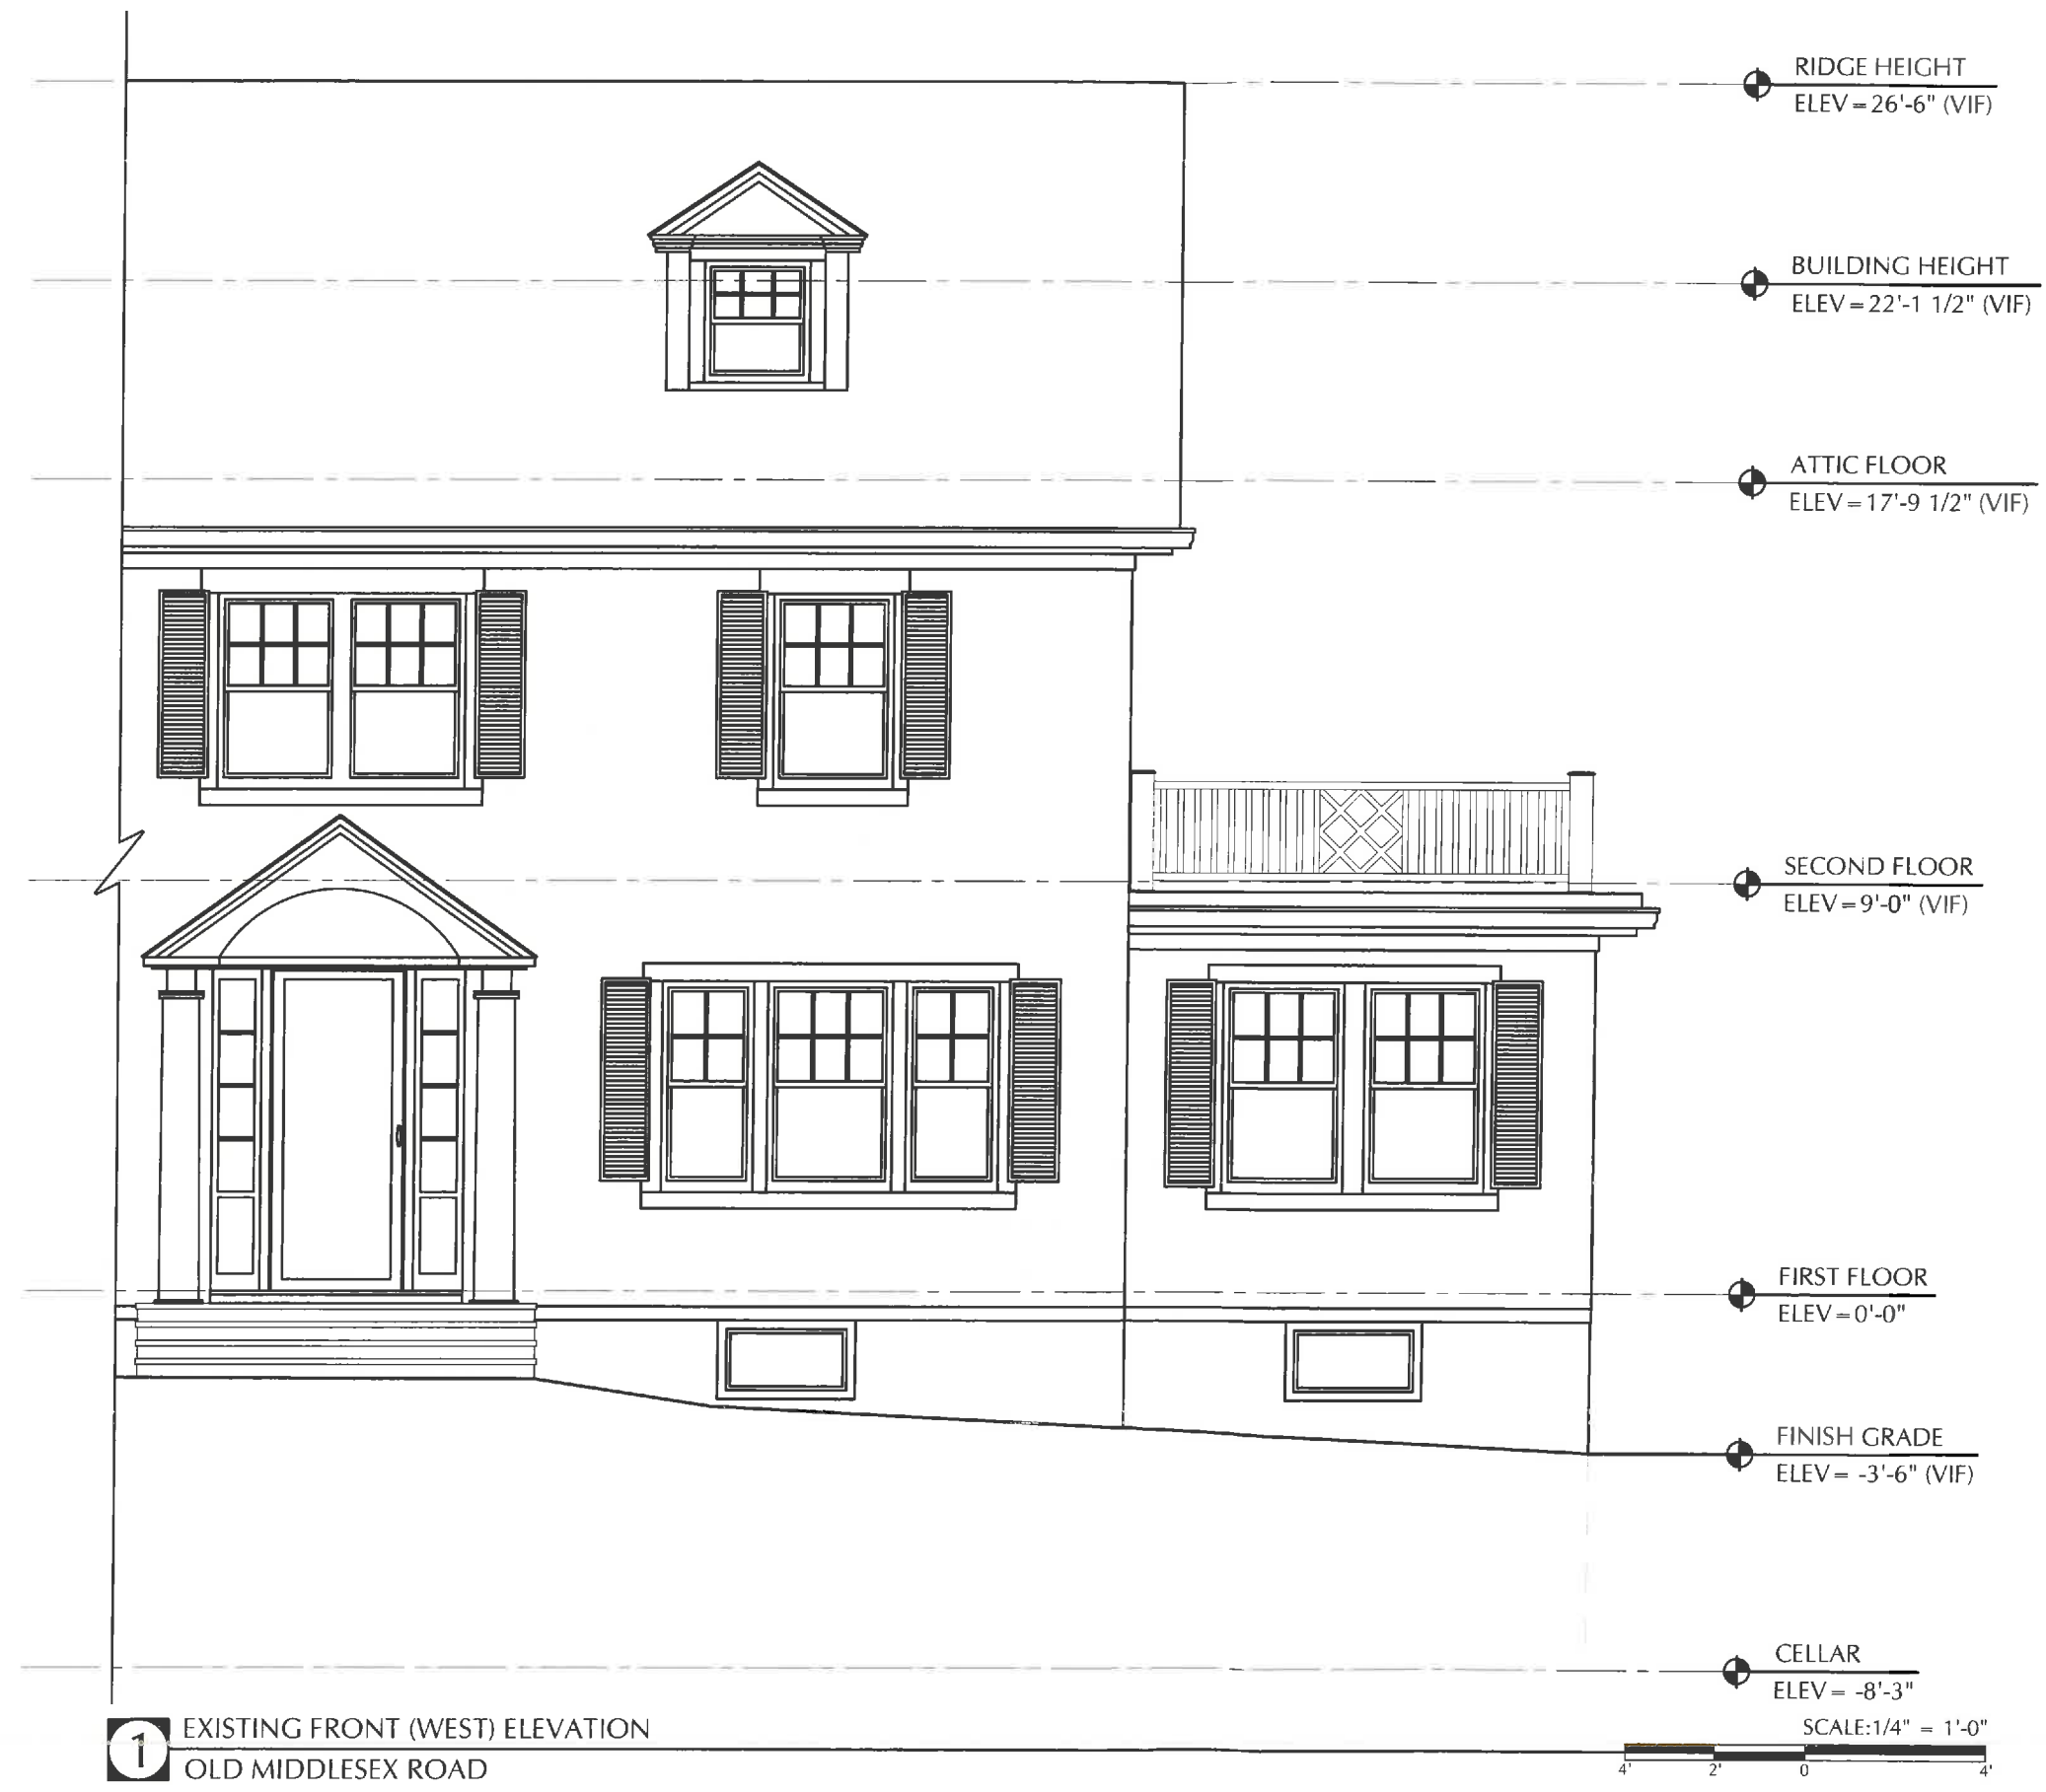 RIDGE HEIGHT
ELEV=26'-6" (VIF)
BUILDING HEIGHT
ELEV=22'-1 1/2" (VIF)
ATTIC FLOOR
ELEV=17'-9 1/2" (VIF)
SECOND FLOOR
ELEV=9'-0" (VIF)
FIRST FLOOR
ELEV=0'-0"
FINISH GRADE
ELEV= -3'-6" (VIF)
CELLAR
ELEV= -8'-3"
1 EXISTING FRONT (WEST) ELEVATION
OLD MIDDLESEX ROAD
SCALE:1/4" = 1'-0"
4' 2' 0 4'